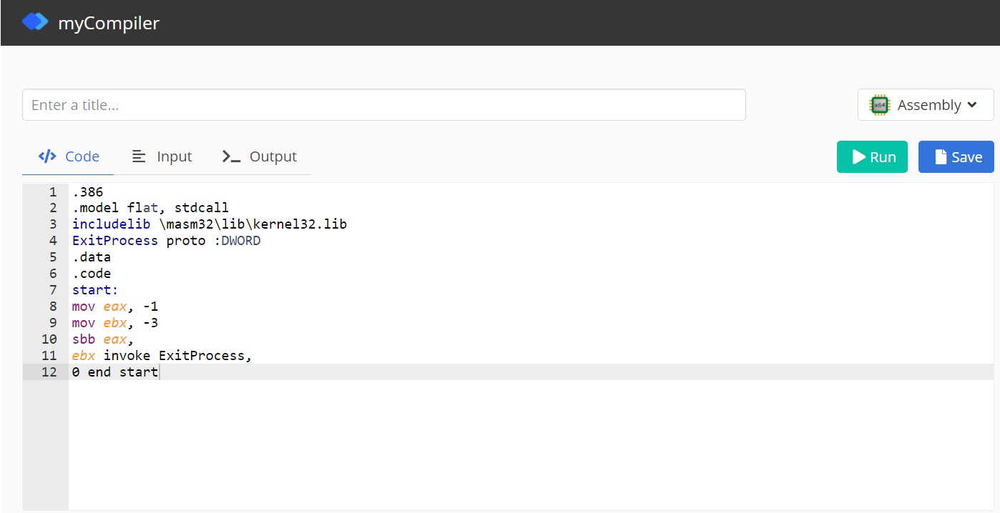 myCompiler
Enter a title...
x64 Assembly
Code Input Output Run Save
1 .386
2 .model flat, stdcall
3 includelib \masm32\lib\kernel32.lib
4 ExitProcess proto :DWORD
5 .data
6 .code
7 start:
8 mov eax, -1
9 mov ebx, -3
10 sbb eax,
11 ebx invoke ExitProcess,
12 0 end start